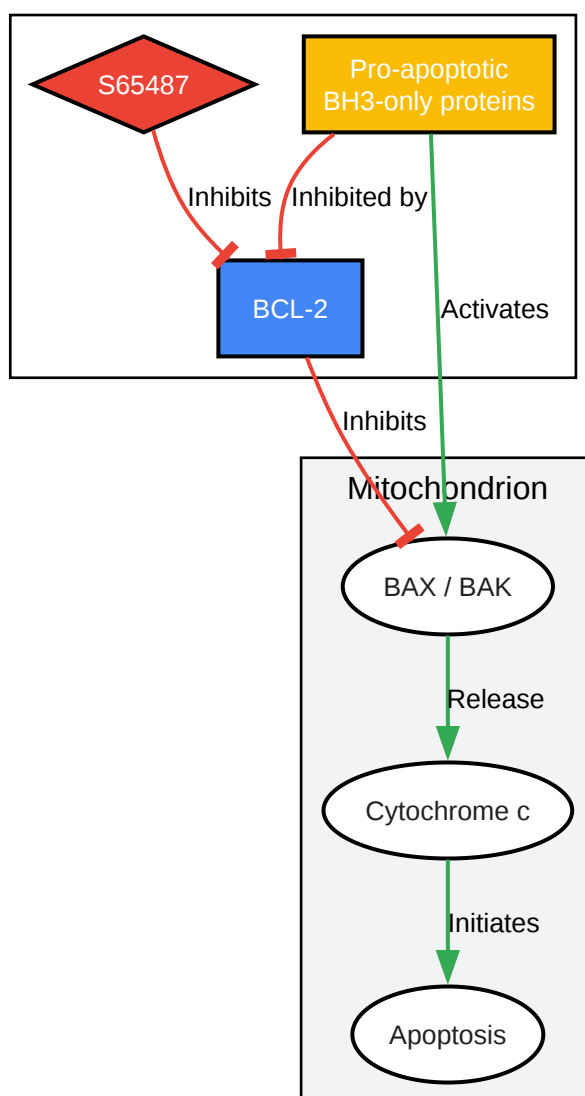 S65487
Pro-apoptotic
BH3-only proteins
Inhibits
Inhibited by
BCL-2
Activates
Inhibits
Mitochondrion
BAX / BAK
Release
Cytochrome c
Initiates
Apoptosis